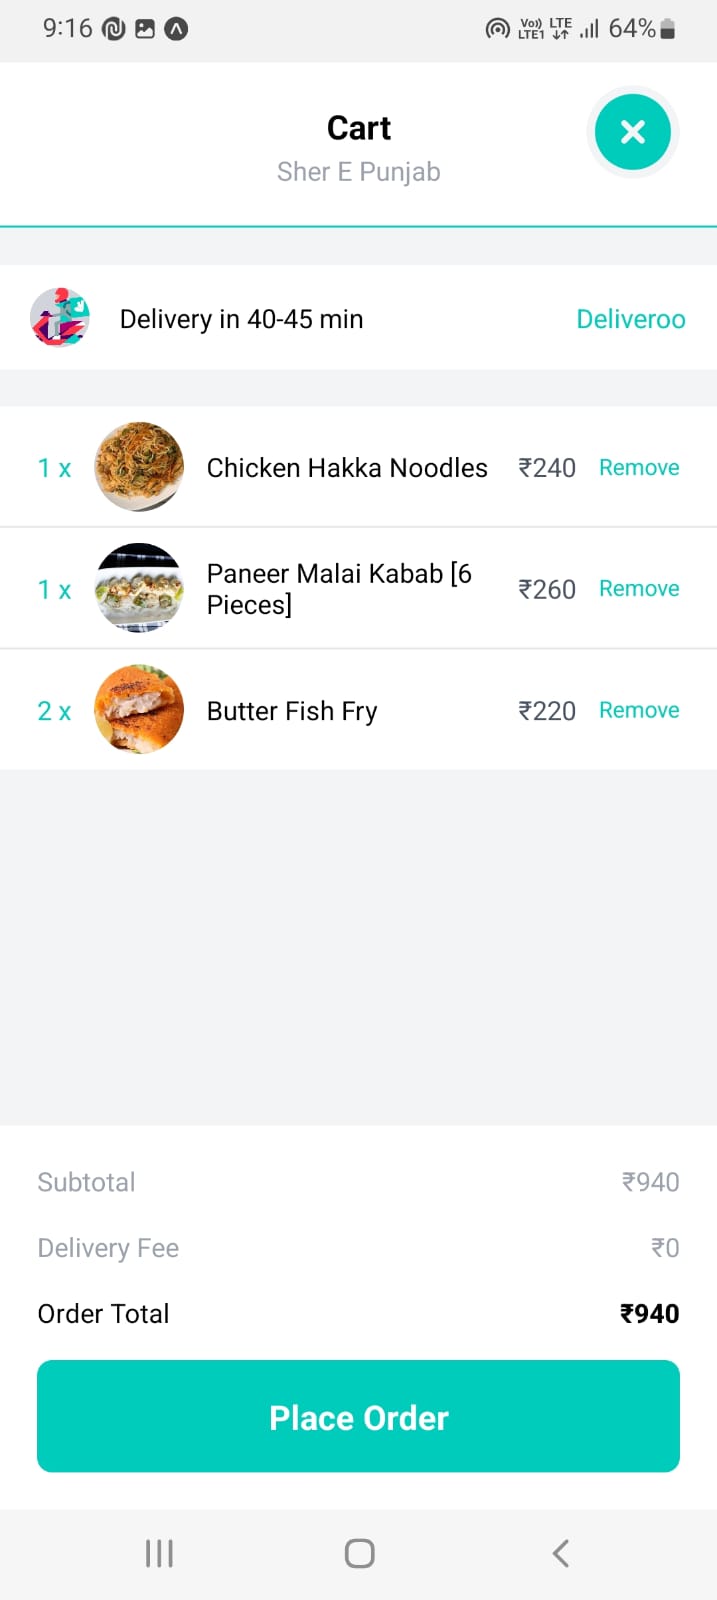 9:16
Vo)) LTE
LTE1
64%
Cart
Sher E Punjab
Delivery in 40-45 min
Deliveroo
1 x
Chicken Hakka Noodles
₹240
Remove
1 x
Paneer Malai Kabab [6
Pieces]
₹260
Remove
2 x
Butter Fish Fry
₹220
Remove
Subtotal
₹940
Delivery Fee
₹0
Order Total
₹940
Place Order